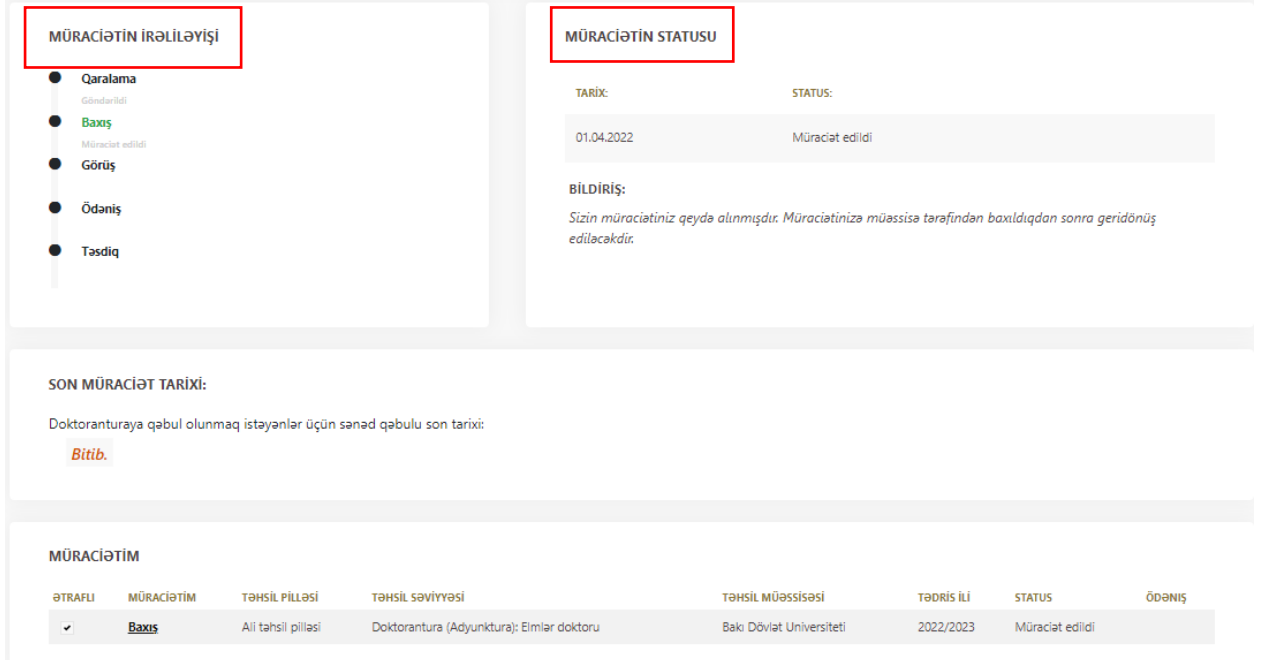 MÜRACİƏTİN İRƏLİLƏYİŞİ
Qaralama
Göndərildi
Baxış
Müraciət edildi
Görüş
Ödəniş
Təsdiq
MÜRACİƏTİN STATUSU
TARİX: STATUS:
01.04.2022 Müraciət edildi
BİLDİRİŞ:
Sizin müraciətiniz qeydə alınmışdır. Müraciətinizə müəssisə tərəfindən baxıldıqdan sonra geridönüş
ediləcəkdir.
SON MÜRACİƏT TARİXİ:
Doktoranturaya qəbul olunmaq istəyənlər üçün sənəd qəbulu son tarixi:
Bitib.
MÜRACİƏTİM
ƏTRAFLI MÜRACİƏTİM TƏHSİL PİLLƏSİ TƏHSİL SƏVİYYƏSİ TƏHSİL MÜƏSSİSƏSİ TƏDRİS İLİ STATUS ÖDƏNIŞ
Baxış Ali təhsil pilləsi Doktorantura (Adyunktura): Elmlər doktoru Bakı Dövlət Universiteti 2022/2023 Müraciət edildi